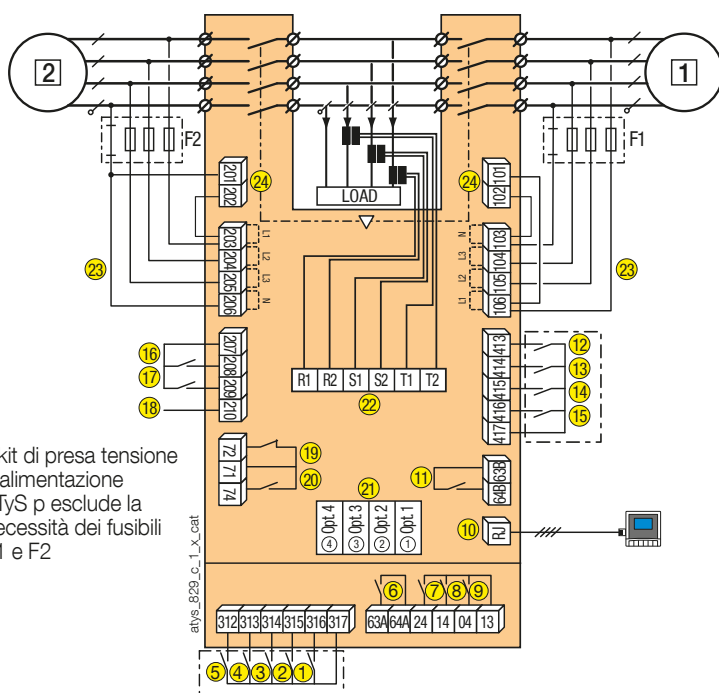 2
1
F2
F1
201
202
24
24
101
102
LOAD
203
204
205
206
L1
L2
L3
N
N
L3
L2
L1
103
104
105
106
23
23
207
208
209
210
16
17
18
413
414
415
416
417
12
13
14
15
R1 R2 S1 S2 T1 T2
22
kit di presa tensione
alimentazione
TyS p esclude la
ecessità dei fusibili
1 e F2
72
71
74
19
20
21
Opt. 4 Opt. 3 Opt. 2 Opt. 1
4 3 2 1
11
63B
64B
10
RJ
atys_829_c_1_x_cat
6 7 8 9
312 313 314 315 316 317
63A 64A 24 14 04 13
5 4 3 2 1